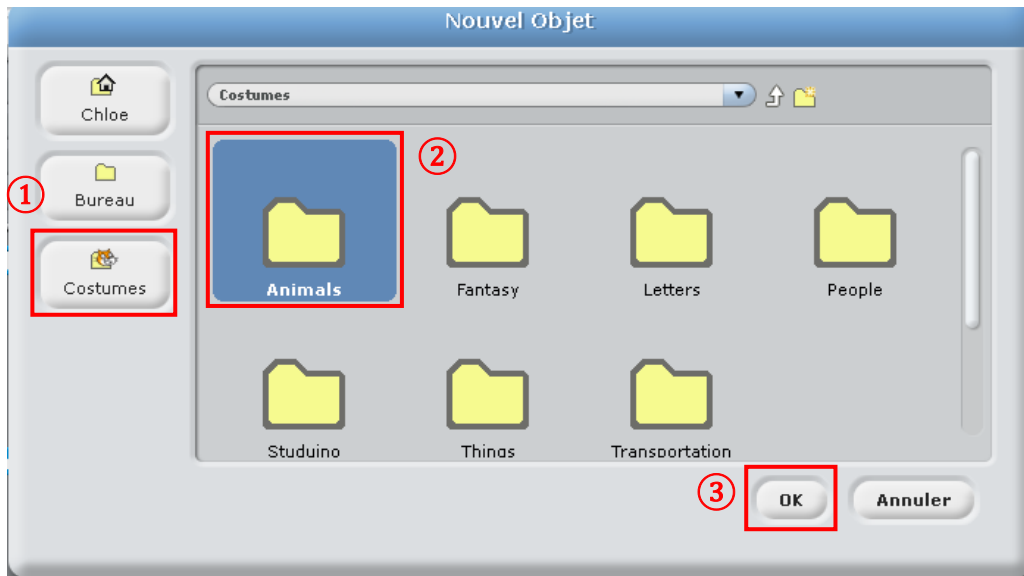 Nouvel Objet
Chloe
Costumes
②
①
Bureau
Costumes
Animals
Fantasy
Letters
People
Studuino
Things
Transportation
③
OK
Annuler